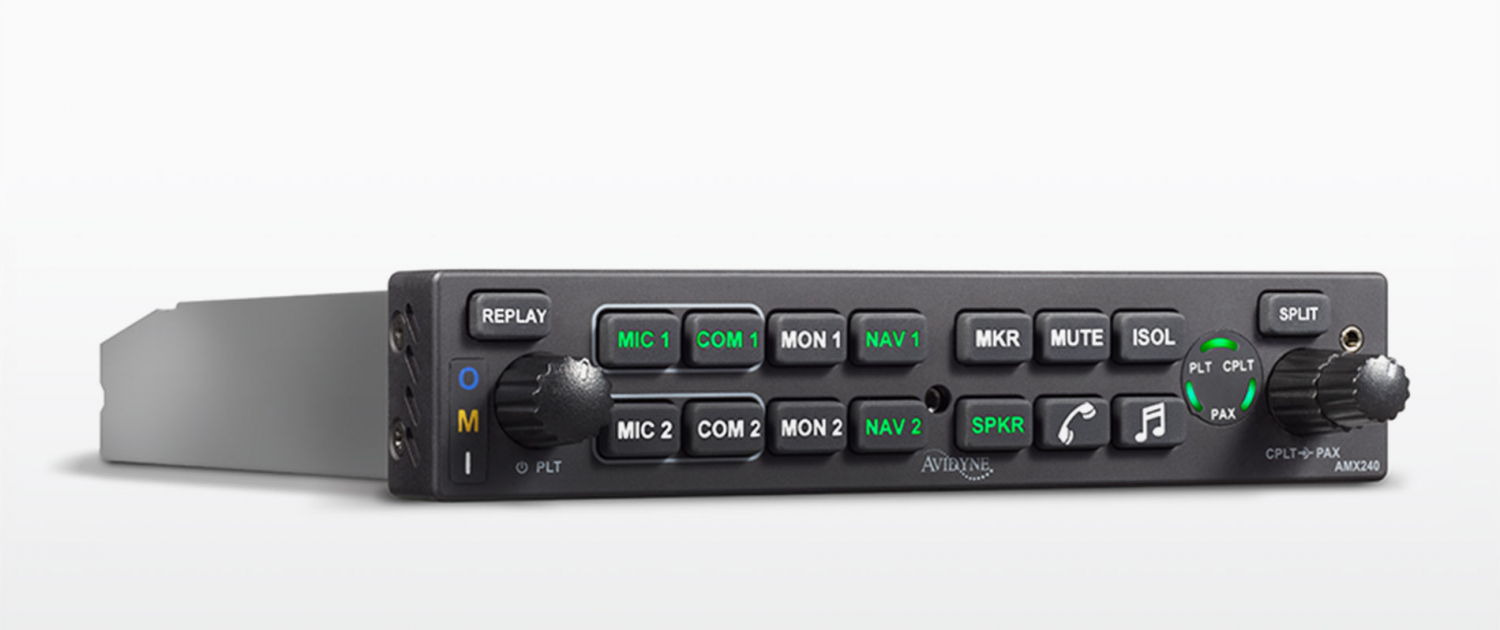 REPLAY
SPLIT
MIC 1 COM 1 MON 1 NAV 1 MKR MUTE ISOL
O
M
I
PLT CPLT
PAX
MIC 2 COM 2 MON 2 NAV 2 SPKR
PLT
AVIDYNE
CPLT PAX
AMX240